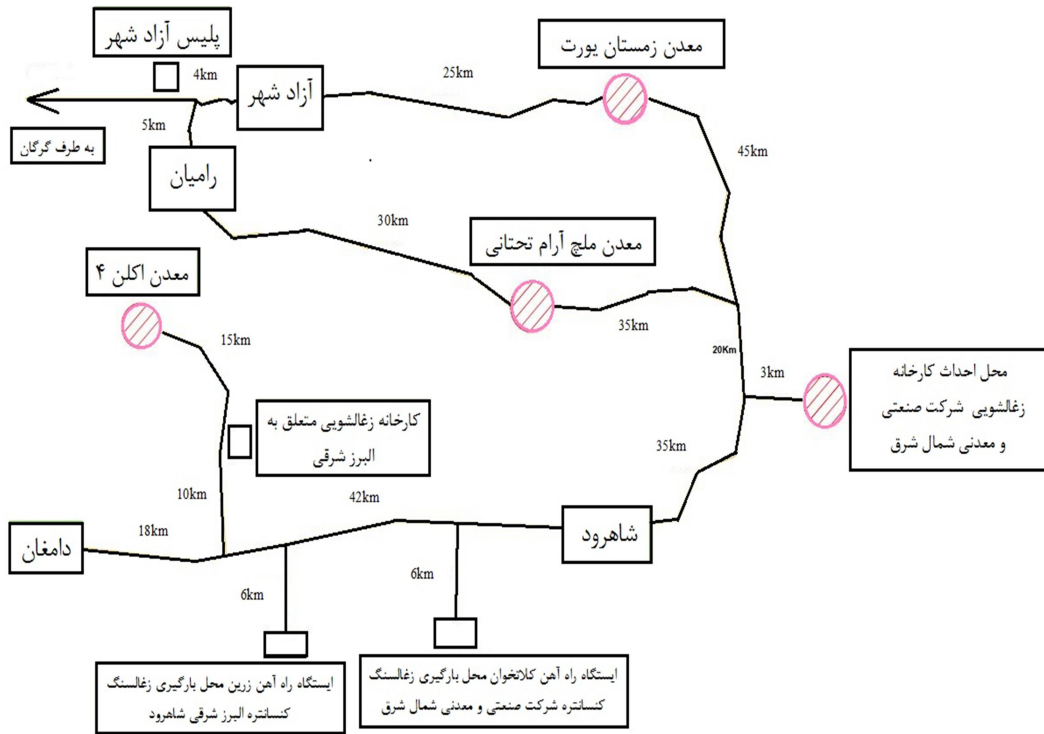 پلیس آزاد شهر
4km
آزاد شهر
25km
معدن زمستان یورت
به طرف گرگان
5km
رامیان
45km
30km
معدن ملچ آرام تحتانی
معدن اکلن ۴
15km
35km
20Km
3km
محل احداث کارخانه
زغالشویی شرکت صنعتی
و معدنی شمال شرق
کارخانه زغالشویی متعلق به
البرز شرقی
35km
10km
42km
18km
دامغان
شاهرود
6km
6km
ایستگاه راه آهن زرین محل بارگیری زغالسنگ
کنسانتره البرز شرقی شاهرود
ایستگاه راه آهن کلاتخوان محل بارگیری زغالسنگ
کنسانتره شرکت صنعتی و معدنی شمال شرق